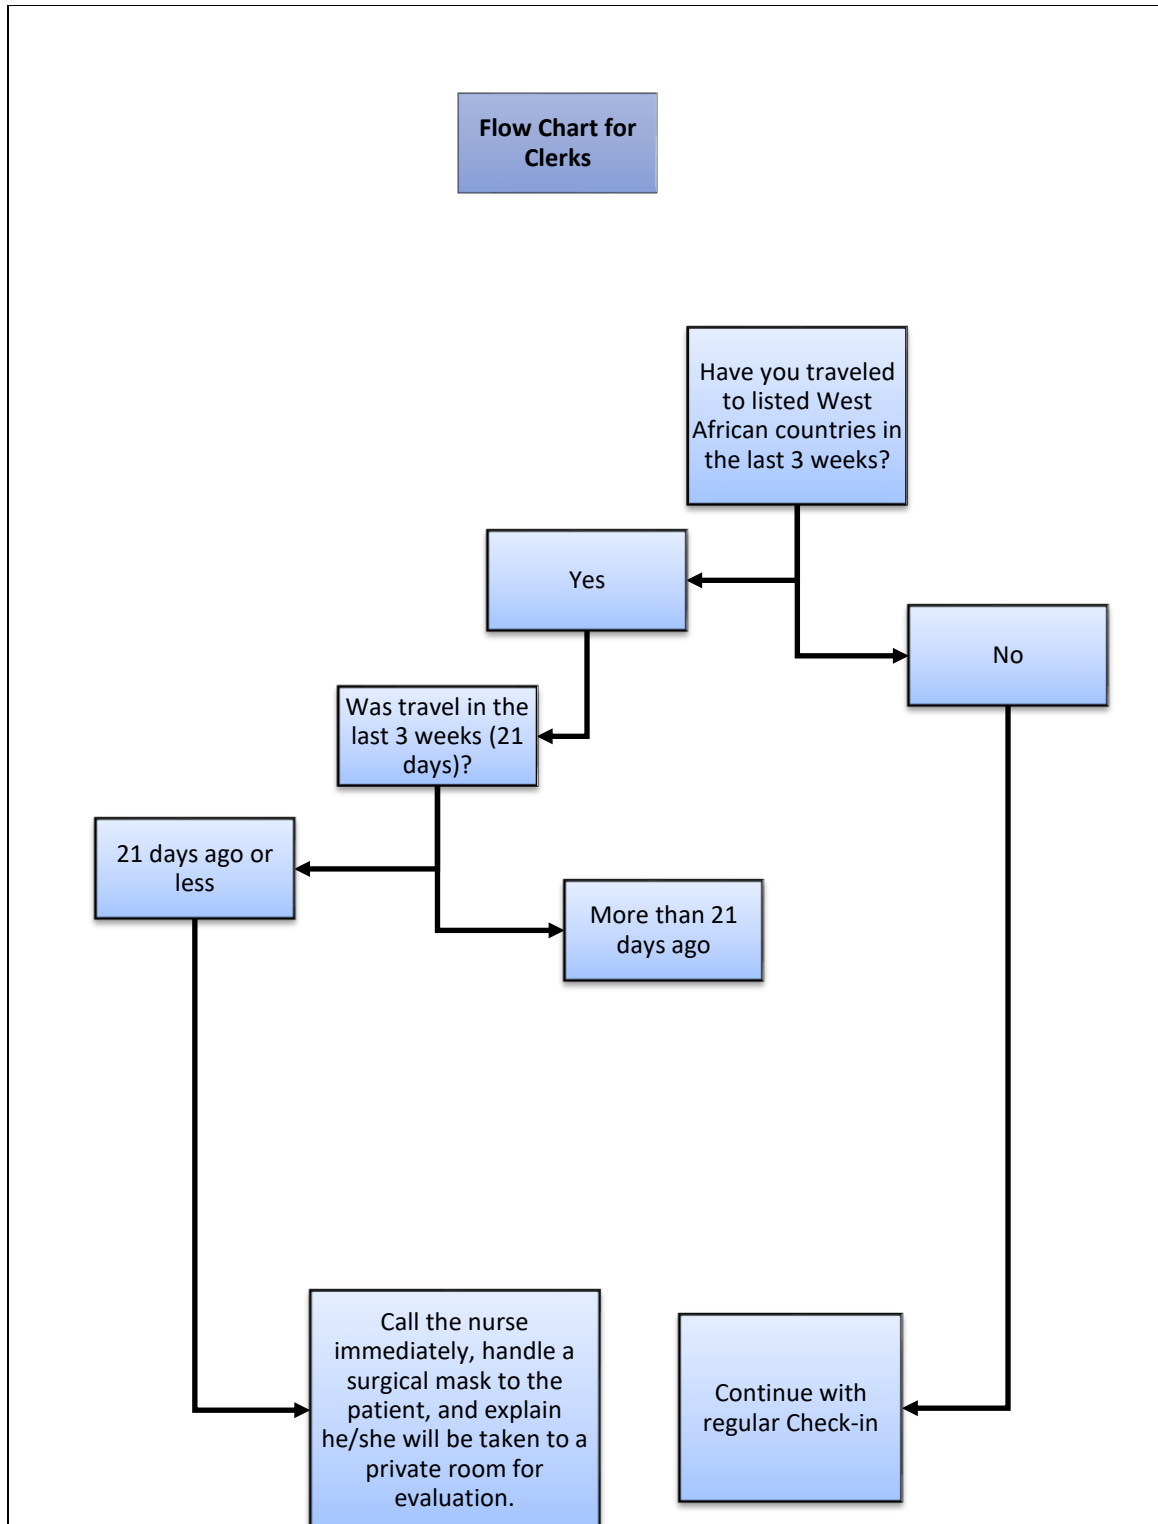 Flow Chart for
Clerks
Have you traveled
to listed West
African countries in
the last 3 weeks?
Yes
No
Was travel in the
last 3 weeks (21
days)?
21 days ago or
less
More than 21
days ago
Call the nurse
immediately, handle a
surgical mask to the
patient, and explain
he/she will be taken to a
private room for
evaluation.
Continue with
regular Check-in